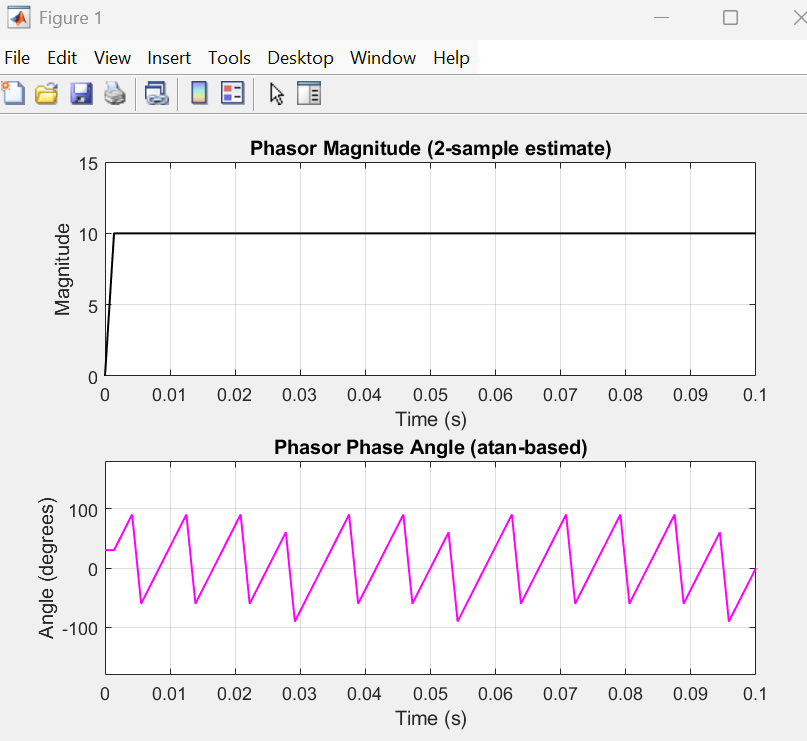 Figure 1
File Edit View Insert Tools Desktop Window Help
Phasor Magnitude (2-sample estimate)
15
10
5
0
Magnitude
0 0.01 0.02 0.03 0.04 0.05 0.06 0.07 0.08 0.09 0.1
Time (s)
Phasor Phase Angle (atan-based)
100
0
-100
Angle (degrees)
0 0.01 0.02 0.03 0.04 0.05 0.06 0.07 0.08 0.09 0.1
Time (s)